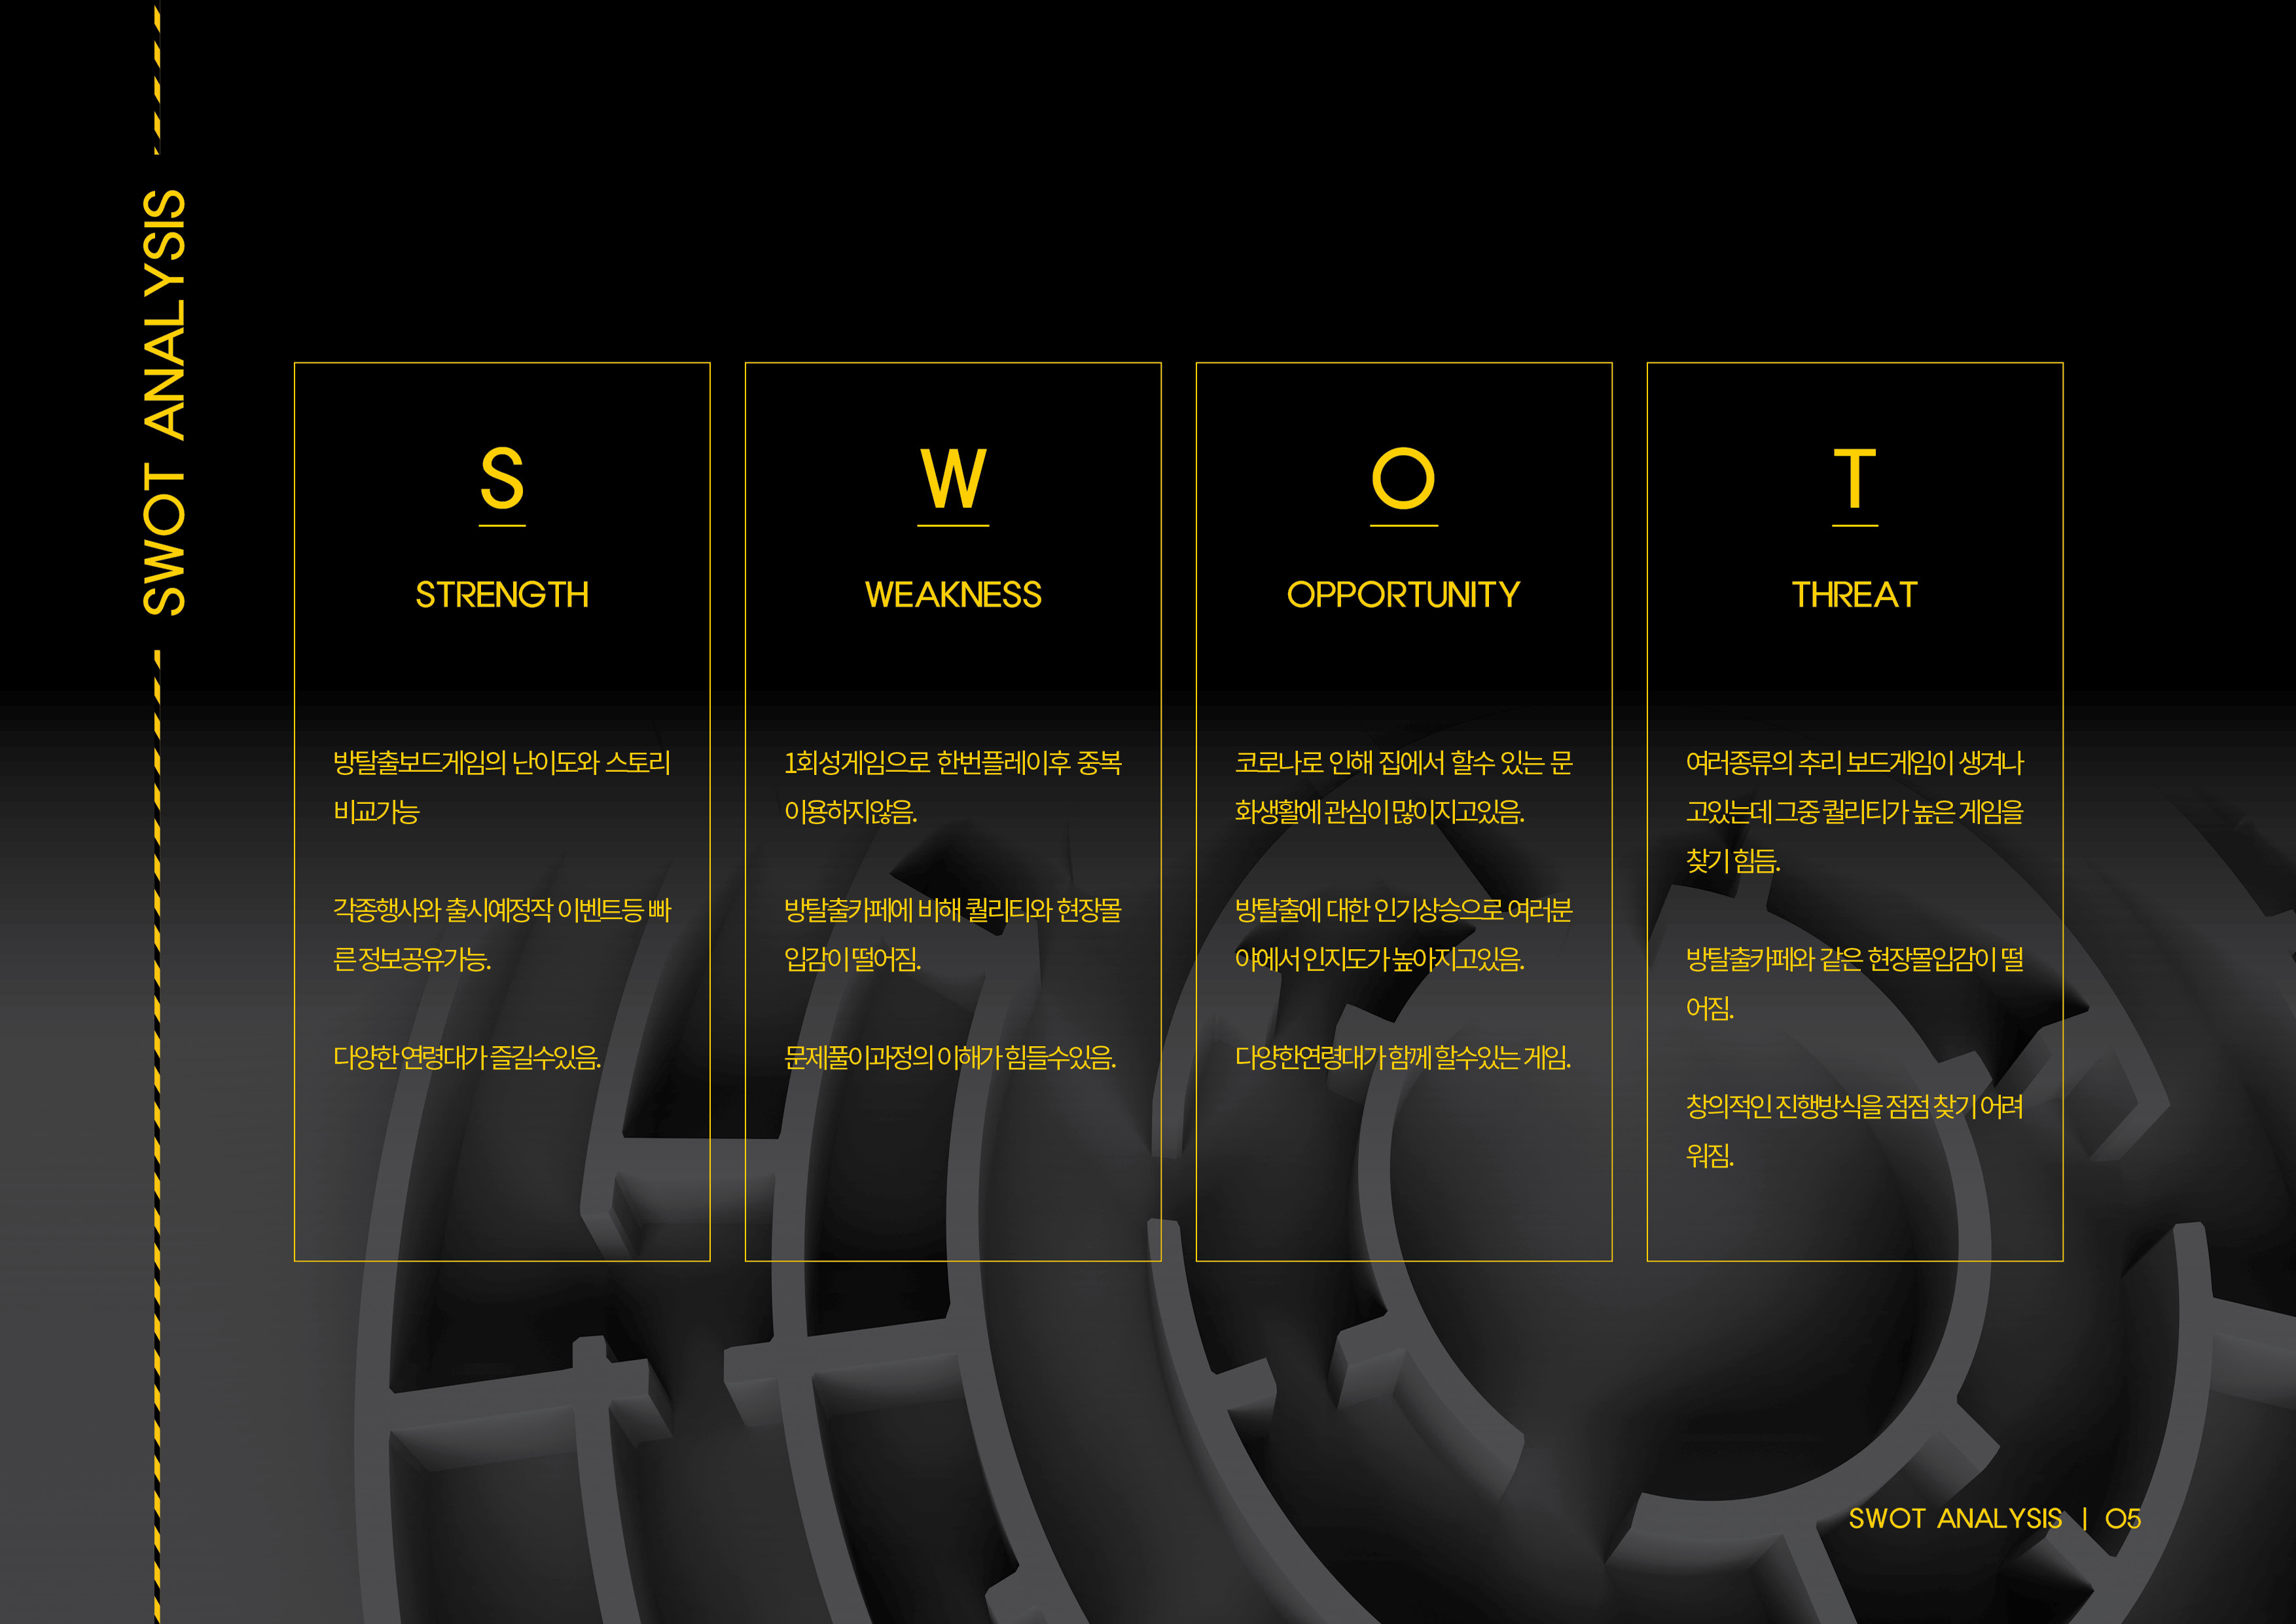 SWOT ANALYSIS
S
STRENGTH
방탈출보드게임의 난이도와 스토리
비교가능
각종행사와 출시예정작 이벤트등 빠
른 정보공유가능.
다양한 연령대가 즐길수있음.
W
WEAKNESS
1회성게임으로 한번플레이후 중복
이용하지않음.
방탈출카페에 비해 퀄리티와 현장몰
입감이 떨어짐.
문제풀이과정의 이해가 힘들수있음.
O
OPPORTUNITY
코로나로 인해 집에서 할수 있는 문
화생활에 관심이 많이지고있음.
방탈출에 대한 인기상승으로 여러분
야에서 인지도가 높아지고있음.
다양한연령대가 함께 할수있는 게임.
T
THREAT
여러종류의 추리 보드게임이 생겨나
고있는데 그중 퀄리티가 높은 게임을
찾기 힘듬.
방탈출카페와 같은 현장몰입감이 떨
어짐.
창의적인 진행방식을 점점 찾기 어려
워짐.
SWOT ANALYSIS | 05